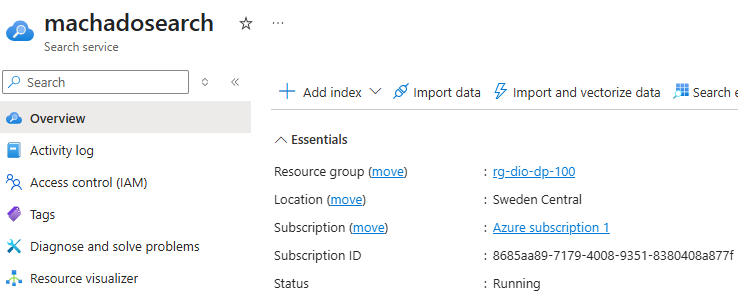 machadosearch
Search service
Search
Add index
Import data
Import and vectorize data
Search
Overview
Activity log
Access control (IAM)
Tags
Diagnose and solve problems
Resource visualizer
Essentials
Resource group (move) : rg-dio-dp-100
Location (move) : Sweden Central
Subscription (move) : Azure subscription 1
Subscription ID : 8685aa89-7179-4008-9351-8380408a877f
Status : Running